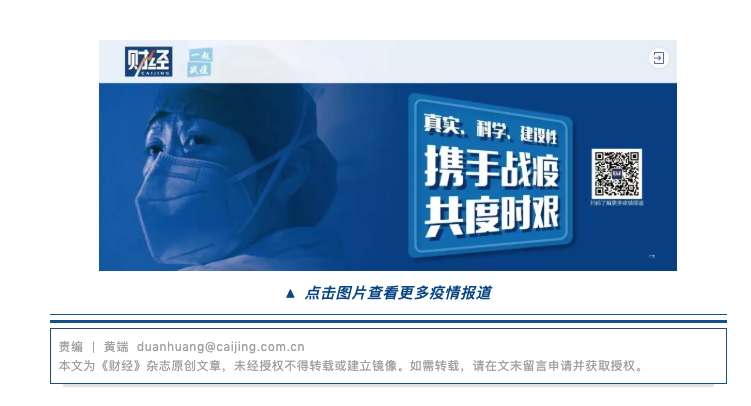 财经
CAIJING
一起
战疫
真实、科学、建设性
携手战疫
共度时艰
扫码了解更多疫情报道
▲ 点击图片查看更多疫情报道
责编 | 黄端 duanhuang@caijing.com.cn
本文为《财经》杂志原创文章，未经授权不得转载或建立镜像。如需转载，请在文末留言申请并获取授权。